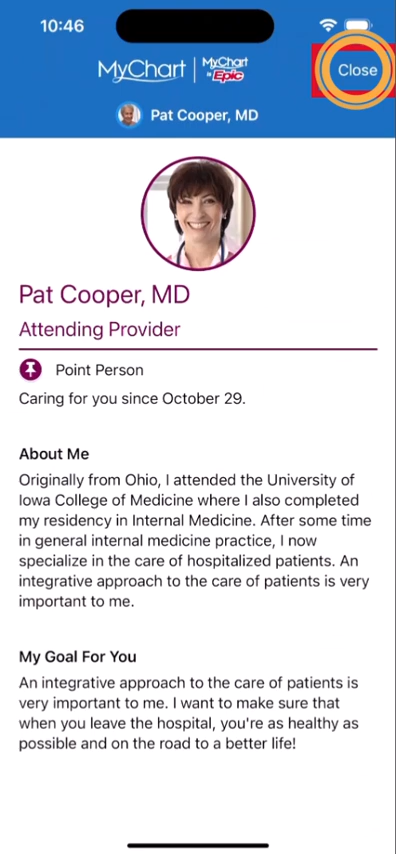 10:46
MyChart | MyChart
by Epic
Close
Pat Cooper, MD
Pat Cooper, MD
Attending Provider
Point Person
Caring for you since October 29.
About Me
Originally from Ohio, I attended the University of
Iowa College of Medicine where I also completed
my residency in Internal Medicine. After some time
in general internal medicine practice, I now
specialize in the care of hospitalized patients. An
integrative approach to the care of patients is very
important to me.
My Goal For You
An integrative approach to the care of patients is
very important to me. I want to make sure that
when you leave the hospital, you're as healthy as
possible and on the road to a better life!